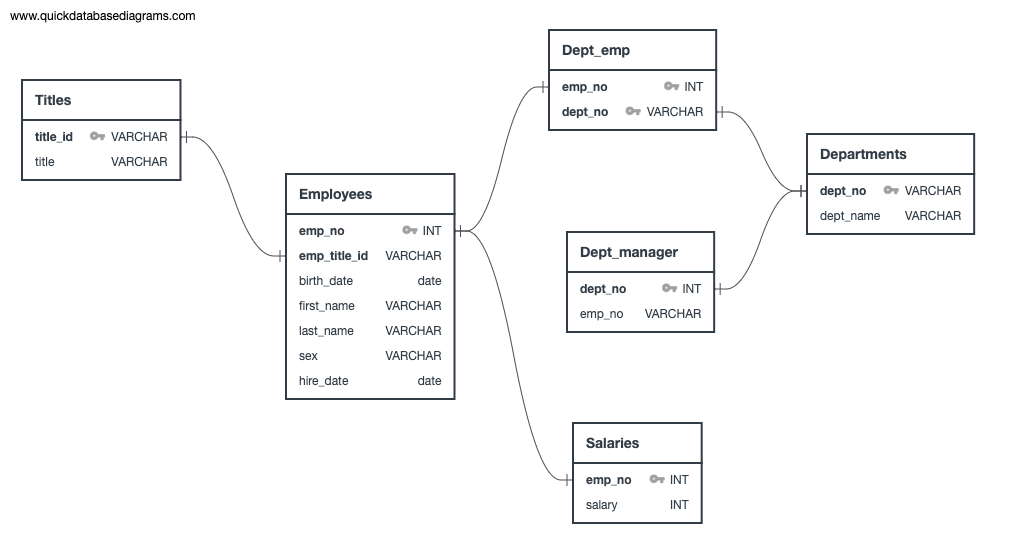 www.quickdatabasediagrams.com
Titles
title_id VARCHAR
title VARCHAR
Employees
emp_no INT
emp_title_id VARCHAR
birth_date date
first_name VARCHAR
last_name VARCHAR
sex VARCHAR
hire_date date
Dept_emp
emp_no INT
dept_no VARCHAR
Departments
dept_no VARCHAR
dept_name VARCHAR
Dept_manager
dept_no INT
emp_no VARCHAR
Salaries
emp_no INT
salary INT